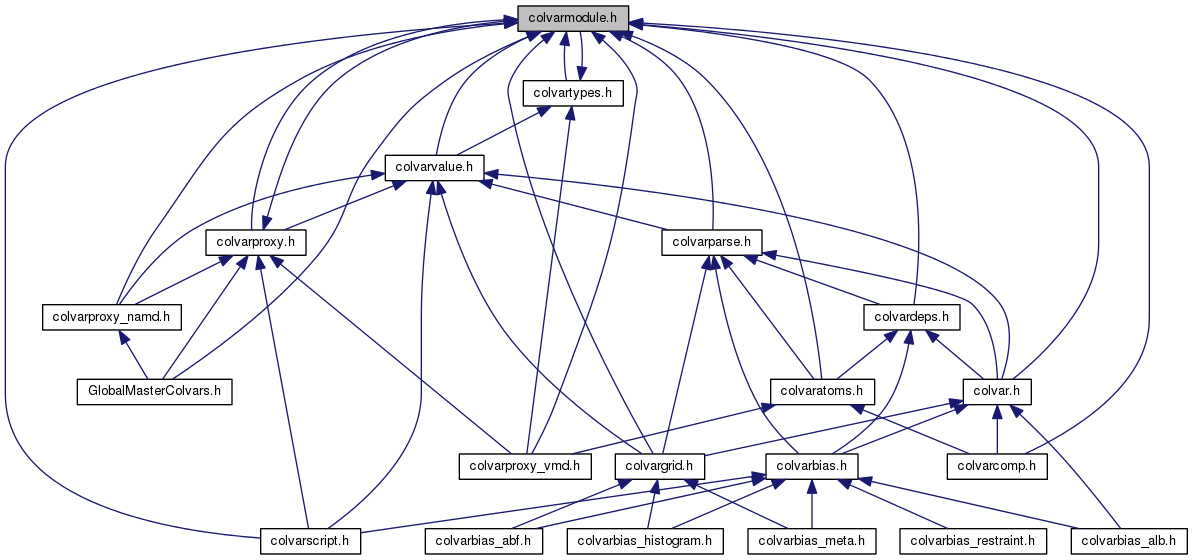 colvarmodule.h
colvartypes.h
colvarvalue.h
colvarproxy.h
colvarparse.h
colvarproxy_namd.h
colvardeps.h
GlobalMasterColvars.h
colvaratoms.h
colvar.h
colvarproxy_vmd.h
colvargrid.h
colvarbias.h
colvarcomp.h
colvarscript.h
colvarbias_abf.h
colvarbias_histogram.h
colvarbias_meta.h
colvarbias_restraint.h
colvarbias_alb.h